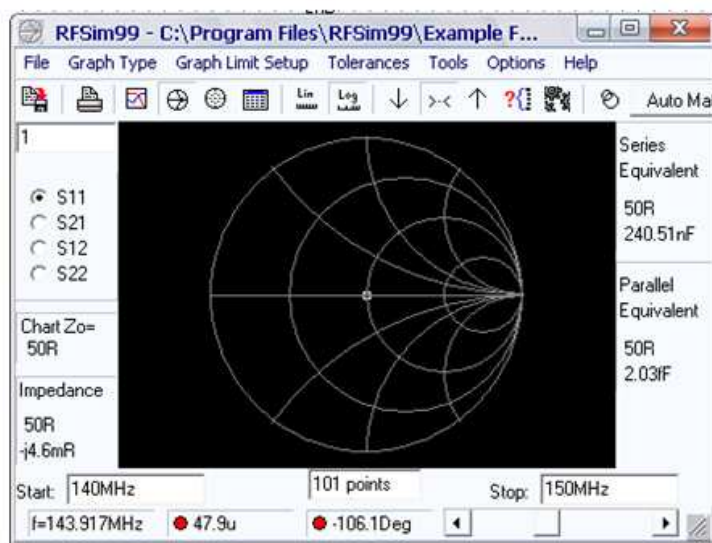 RFSim99 - C:\Program Files\RFSim99\Example F...
File Graph Type Graph Limit Setup Tolerances Tools Options Help
Lin
Log
?
Auto Ma
1
S11
S21
S12
S22
Chart Zo=
50R
Impedance
50R
-j4.6mR
Series
Equivalent
50R
240.51nF
Parallel
Equivalent
50R
2.03fF
Start: 140MHz
101 points
Stop: 150MHz
f=143.917MHz
47.9u
-106.1Deg